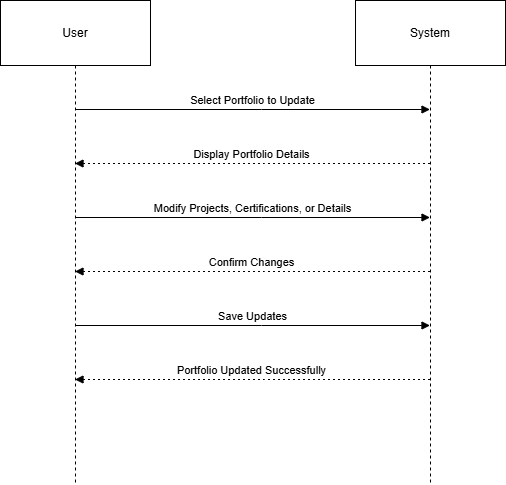 User
System
Select Portfolio to Update
Display Portfolio Details
Modify Projects, Certifications, or Details
Confirm Changes
Save Updates
Portfolio Updated Successfully